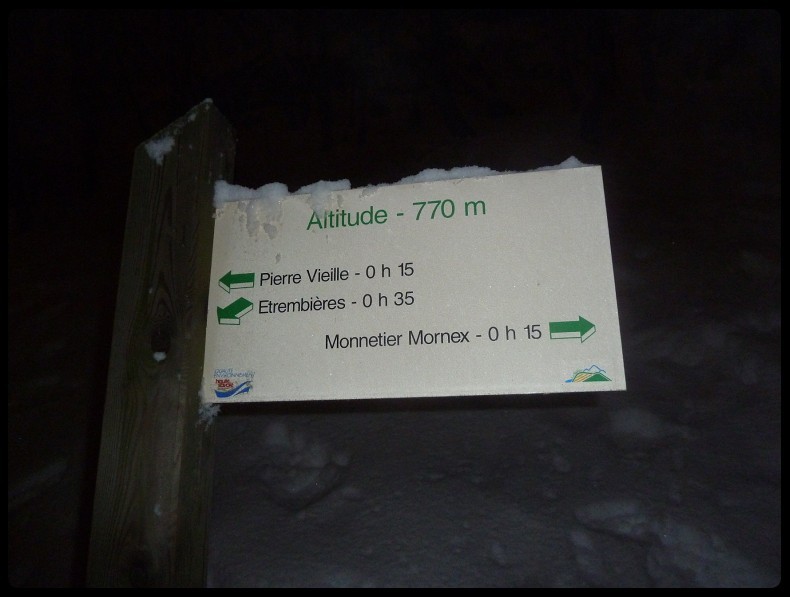 Altitude - 770 m
Pierre Vieille - 0 h 15
Etrembières - 0 h 35
Monnetier Mornex - 0 h 15